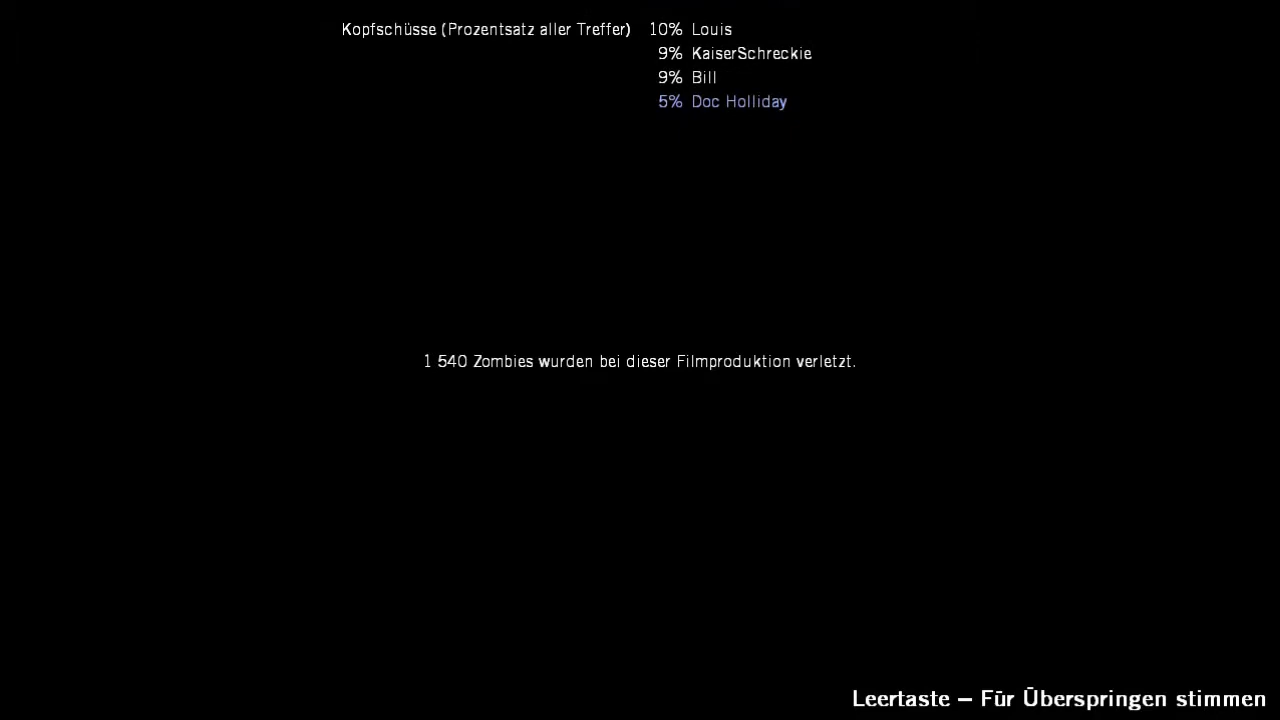 Kopfschüsse (Prozentsatz aller Treffer) 10% Louis
9% KaiserSchreckie
9% Bill
5% Doc Holliday
1 540 Zombies wurden bei dieser Filmproduktion verletzt.
Leertaste – Für Überspringen stimmen